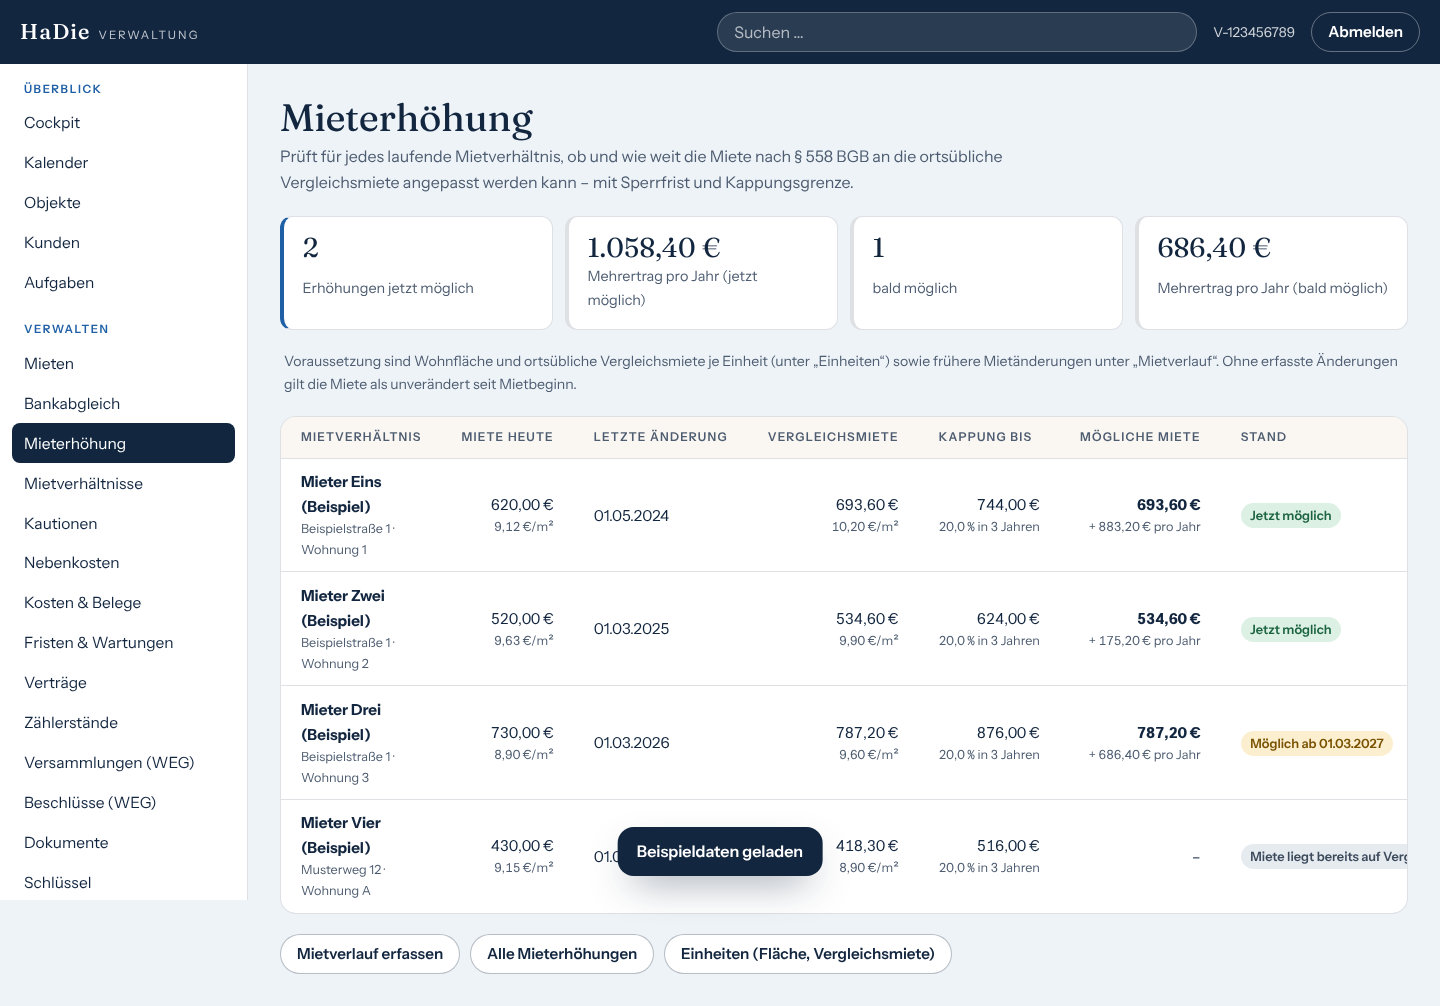 HaDie VERWALTUNG
Suchen ...
V-123456789
Abmelden
ÜBERBLICK
Cockpit
Kalender
Objekte
Kunden
Aufgaben
VERWALTEN
Mieten
Bankabgleich
Mieterhöhung
Mietverhältnisse
Kautionen
Nebenkosten
Kosten & Belege
Fristen & Wartungen
Verträge
Zählerstände
Versammlungen (WEG)
Beschlüsse (WEG)
Dokumente
Schlüssel
Mieterhöhung
Prüft für jedes laufende Mietverhältnis, ob und wie weit die Miete nach § 558 BGB an die ortsübliche
Vergleichsmiete angepasst werden kann – mit Sperrfrist und Kappungsgrenze.
2
Erhöhungen jetzt möglich
1.058,40 €
Mehrertrag pro Jahr (jetzt
möglich)
1
bald möglich
686,40 €
Mehrertrag pro Jahr (bald möglich)
Voraussetzung sind Wohnfläche und ortsübliche Vergleichsmiete je Einheit (unter „Einheiten“) sowie frühere Mietänderungen unter „Mietverlauf“. Ohne erfasste Änderungen
gilt die Miete als unverändert seit Mietbeginn.
MIETVERHÄLTNIS MIETE HEUTE LETZTE ÄNDERUNG VERGLEICHSMIETE KAPPUNG BIS MÖGLICHE MIETE STAND
Mieter Eins
(Beispiel)
Beispielstraße 1 ·
Wohnung 1
620,00 €
9,12 €/m²
01.05.2024
693,60 €
10,20 €/m²
744,00 €
20,0 % in 3 Jahren
693,60 €
+ 883,20 € pro Jahr
Jetzt möglich
Mieter Zwei
(Beispiel)
Beispielstraße 1 ·
Wohnung 2
520,00 €
9,63 €/m²
01.03.2025
534,60 €
9,90 €/m²
624,00 €
20,0 % in 3 Jahren
534,60 €
+ 175,20 € pro Jahr
Jetzt möglich
Mieter Drei
(Beispiel)
Beispielstraße 1 ·
Wohnung 3
730,00 €
8,90 €/m²
01.03.2026
787,20 €
9,60 €/m²
876,00 €
20,0 % in 3 Jahren
787,20 €
+ 686,40 € pro Jahr
Möglich ab 01.03.2027
Mieter Vier
(Beispiel)
Musterweg 12 ·
Wohnung A
430,00 €
9,15 €/m²
Beispieldaten geladen
418,30 €
8,90 €/m²
516,00 €
20,0 % in 3 Jahren
–
Miete liegt bereits auf
Mietverlauf erfassen
Alle Mieterhöhungen
Einheiten (Fläche, Vergleichsmiete)